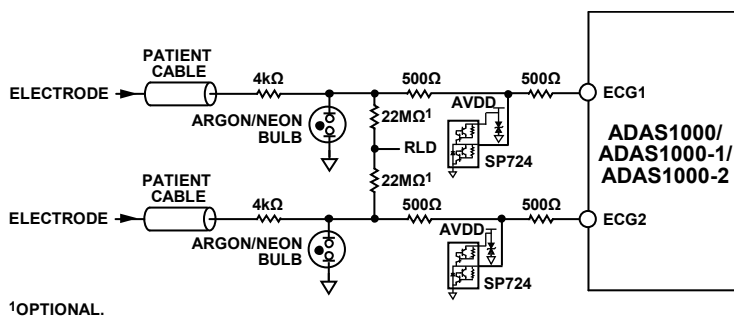 PATIENT
CABLE
4kΩ
500Ω
500Ω
ELECTRODE
AVDD
ECG1
ARGON/NEON
BULB
22MΩ1
SP724
RLD
ADAS1000/
ADAS1000-1/
ADAS1000-2
PATIENT
CABLE
22MΩ1
4kΩ
500Ω
500Ω
ELECTRODE
AVDD
ECG2
ARGON/NEON
BULB
SP724
1OPTIONAL.